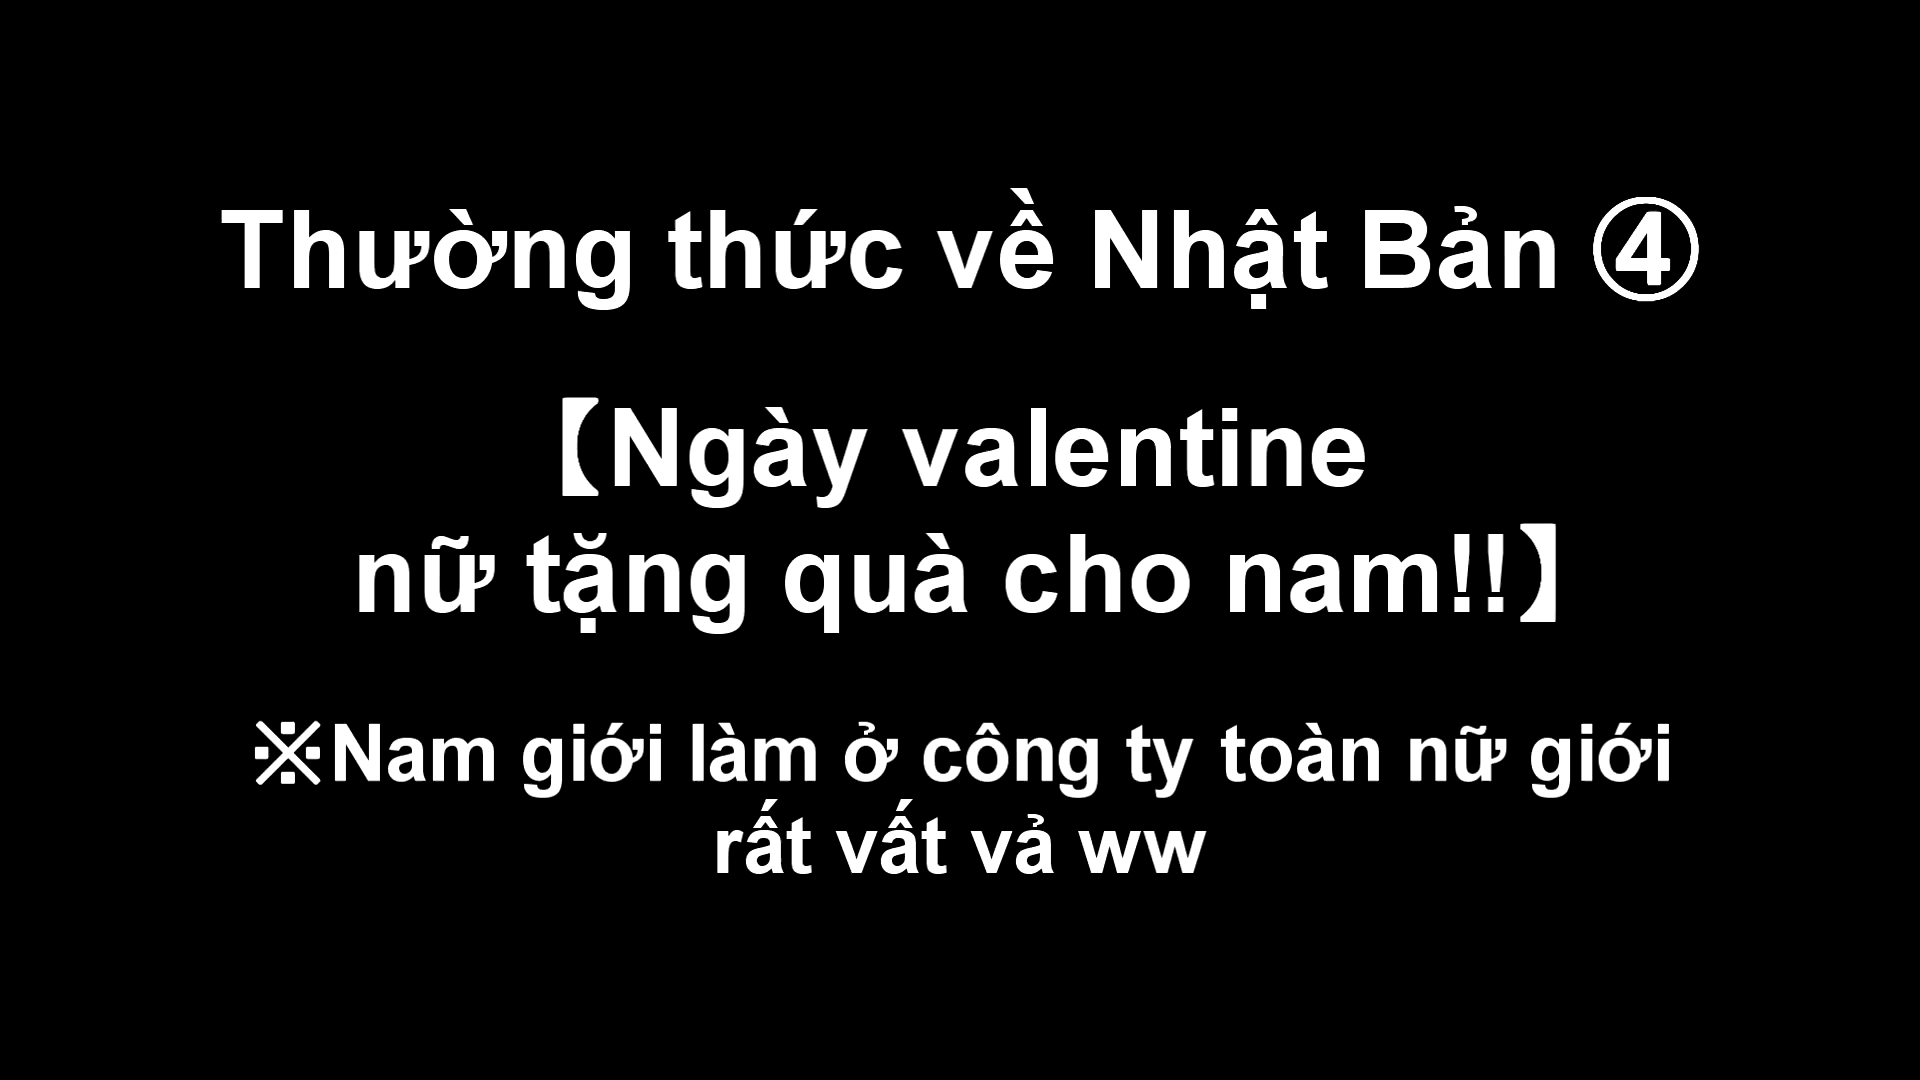 Thường thức về Nhật Bản ④
【Ngày valentine
nữ tặng quà cho nam!!】
※Nam giới làm ở công ty toàn nữ giới
rất vất vả ww